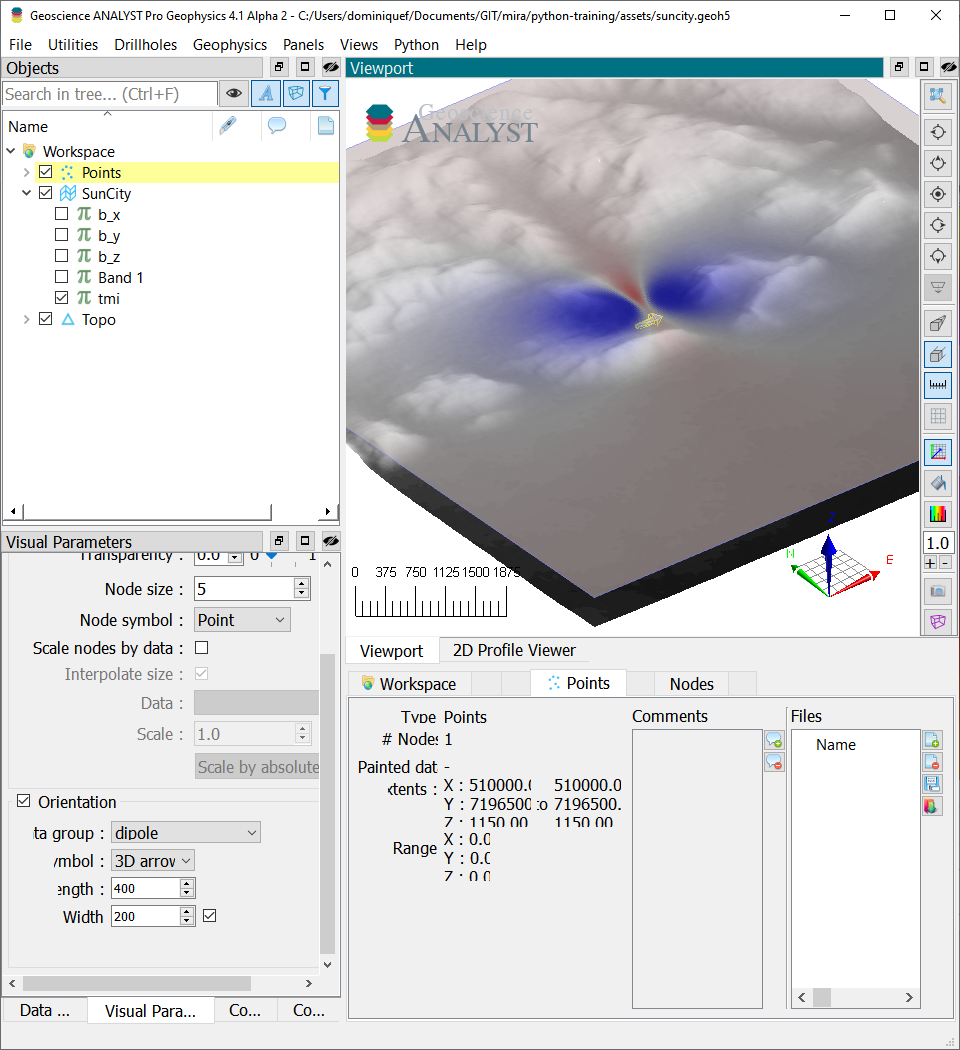 Geoscience ANALYST Pro Geophysics 4.1 Alpha 2 - C:/Users/dominiquef/Documents/GIT/mira/python-training/assets/suncity.geoh5
File Utilities Drillholes Geophysics Panels Views Python Help
Objects
Search in tree... (Ctrl+F)
Name
Workspace
Points
SunCity
b_x
b_y
b_z
Band 1
tmi
Topo
Viewport
Geoscience
ANALYST
0 375 750 1125 1500 1875
N
E
1.0
+ -
Visual Parameters
Transparency : 0.0 0 1
Node size : 5
Node symbol : Point
Scale nodes by data :
Interpolate size :
Data :
Scale : 1.0
Scale by absolute
Orientation
ta group : dipole
ymbol : 3D arrow
ength : 400
Width 200
Data ... Visual Para... Co... Co...
Viewport 2D Profile Viewer
Workspace Points Nodes
Type Points
# Nodes 1
Painted dat -
xtents : X : 510000.0 510000.0
Y : 7196500. to 7196500.
Z : 1150.00 1150.00
Range X : 0.0
Y : 0.0
Z : 0.0
Comments
Files
Name